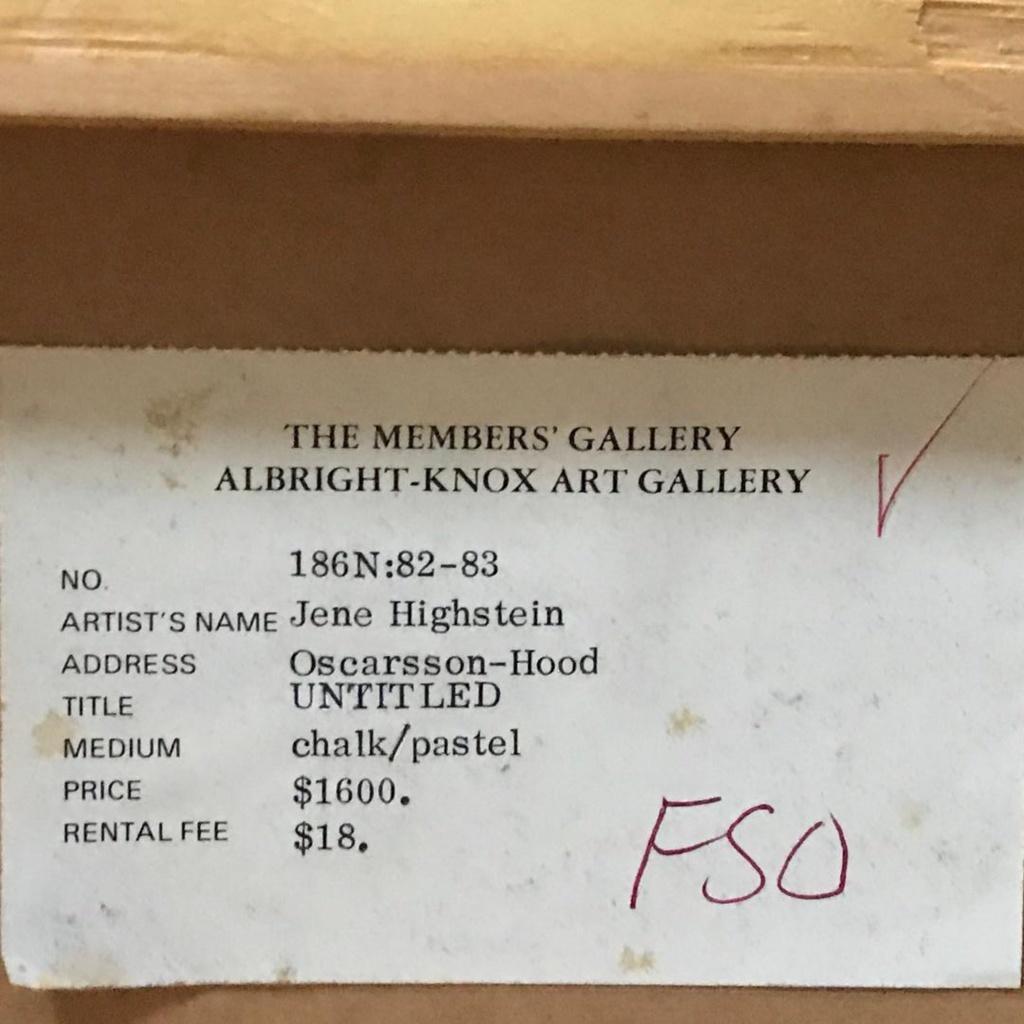 THE MEMBERS' GALLERY
ALBRIGHT-KNOX ART GALLERY
NO. 186N:82-83
ARTIST'S NAME Jene Highstein
ADDRESS Oscarsson-Hood
TITLE UNTITLED
MEDIUM chalk/pastel
PRICE $1600.
RENTAL FEE $18.
FSO